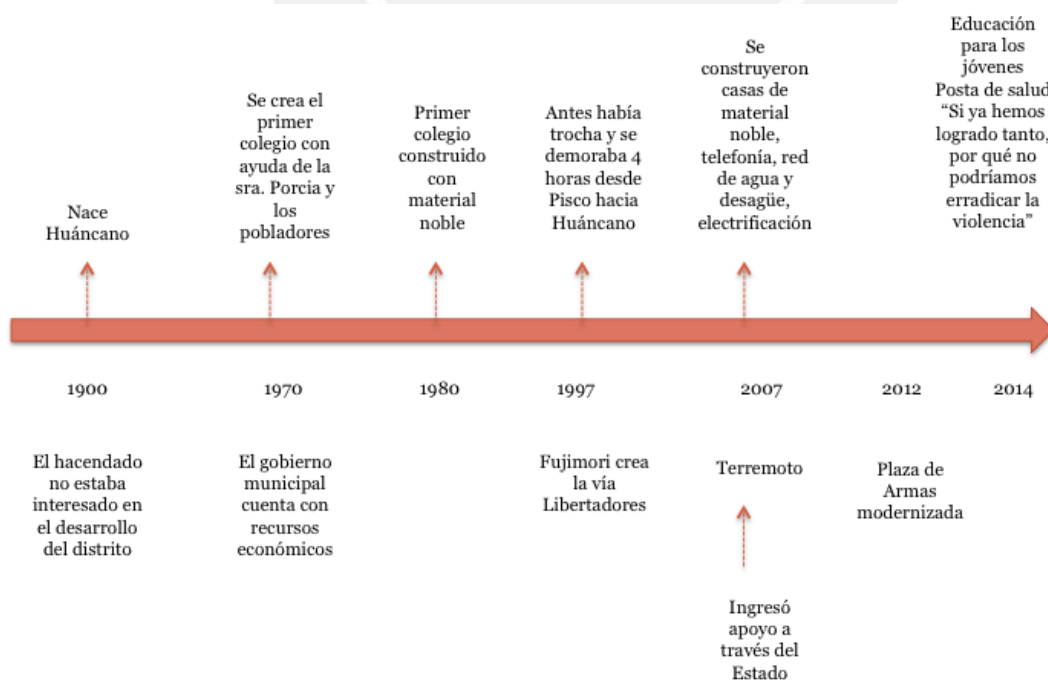 Nace
Huáncano
Se crea el
primer
colegio con
ayuda de la
sra. Porcia y
los
pobladores
Primer
colegio
construido
con
material
noble
Antes había
trocha y se
demoraba 4
horas desde
Pisco hacia
Huáncano
Se
construyeron
casas de
material
noble,
telefonía, red
de agua y
desagüe,
electrificación
Educación
para los
jóvenes
Posta de salud
“Si ya hemos
logrado tanto,
por qué no
podríamos
erradicar la
violencia”
1900
1970
1980
1997
2007
2012
2014
El hacendado
no estaba
interesado en
el desarrollo
del distrito
El gobierno
municipal
cuenta con
recursos
económicos
Fujimori crea
la vía
Libertadores
Terremoto
Plaza de
Armas
modernizada
Ingresó
apoyo a
través del
Estado